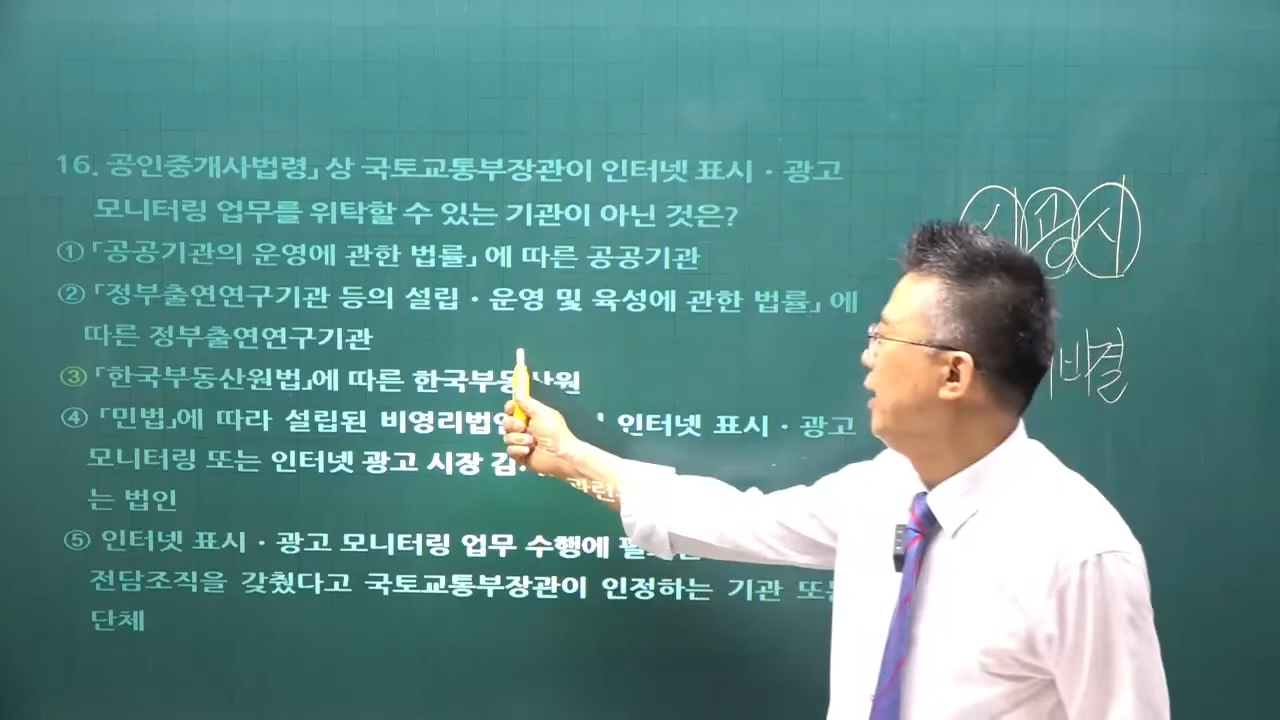 16. 공인중개사법령」상 국토교통부장관이 인터넷 표시・광고
모니터링 업무를 위탁할 수 있는 기관이 아닌 것은?
①「공공기관의 운영에 관한 법률」에 따른 공공기관
②「정부출연연구기관 등의 설립・운영 및 육성에 관한 법률」에
따른 정부출연연구기관
③「한국부동산원법」에 따른 한국부동산원
④「민법」에 따라 설립된 비영리법인 인터넷 표시・광고
모니터링 또는 인터넷 광고 시장 관련
는 법인
⑤ 인터넷 표시・광고 모니터링 업무 수행에
전담조직을 갖췄다고 국토교통부장관이 인정하는 기관 또는
단체
시광시